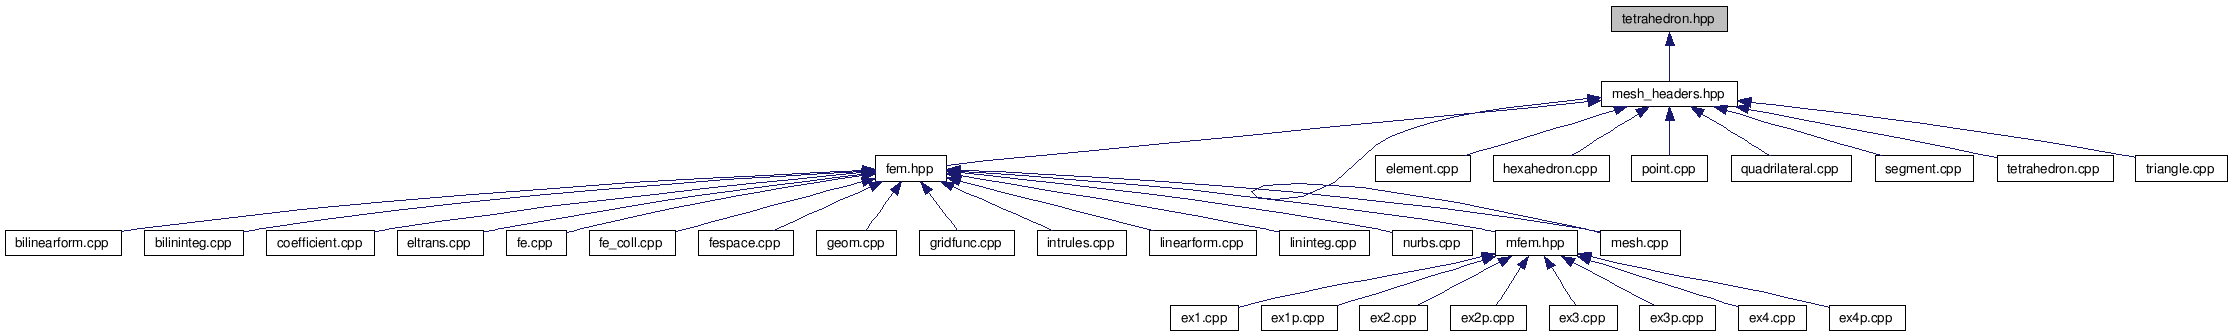 tetrahedron.hpp
mesh_headers.hpp
fem.hpp
element.cpp
hexahedron.cpp
point.cpp
quadrilateral.cpp
segment.cpp
tetrahedron.cpp
triangle.cpp
bilinearform.cpp
bilininteg.cpp
coefficient.cpp
eltrans.cpp
fe.cpp
fe_coll.cpp
fespace.cpp
geom.cpp
gridfunc.cpp
intrules.cpp
linearform.cpp
lininteg.cpp
nurbs.cpp
mfem.hpp
mesh.cpp
ex1.cpp
ex1p.cpp
ex2.cpp
ex2p.cpp
ex3.cpp
ex3p.cpp
ex4.cpp
ex4p.cpp